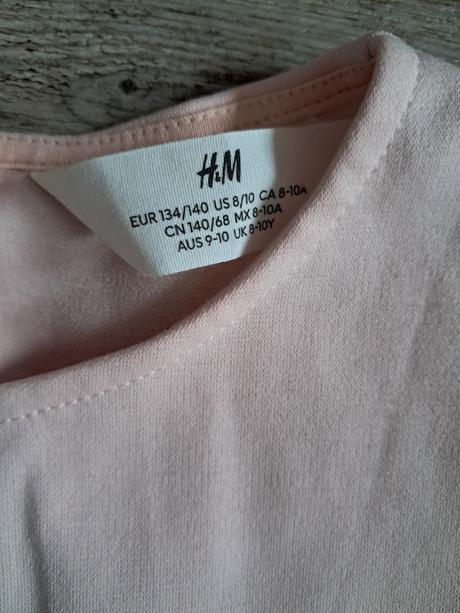 H&M
EUR 134/140 US 8/10 CA 8-10A
CN 140/68 MX 8-10A
AUS 9-10 UK 8-10Y